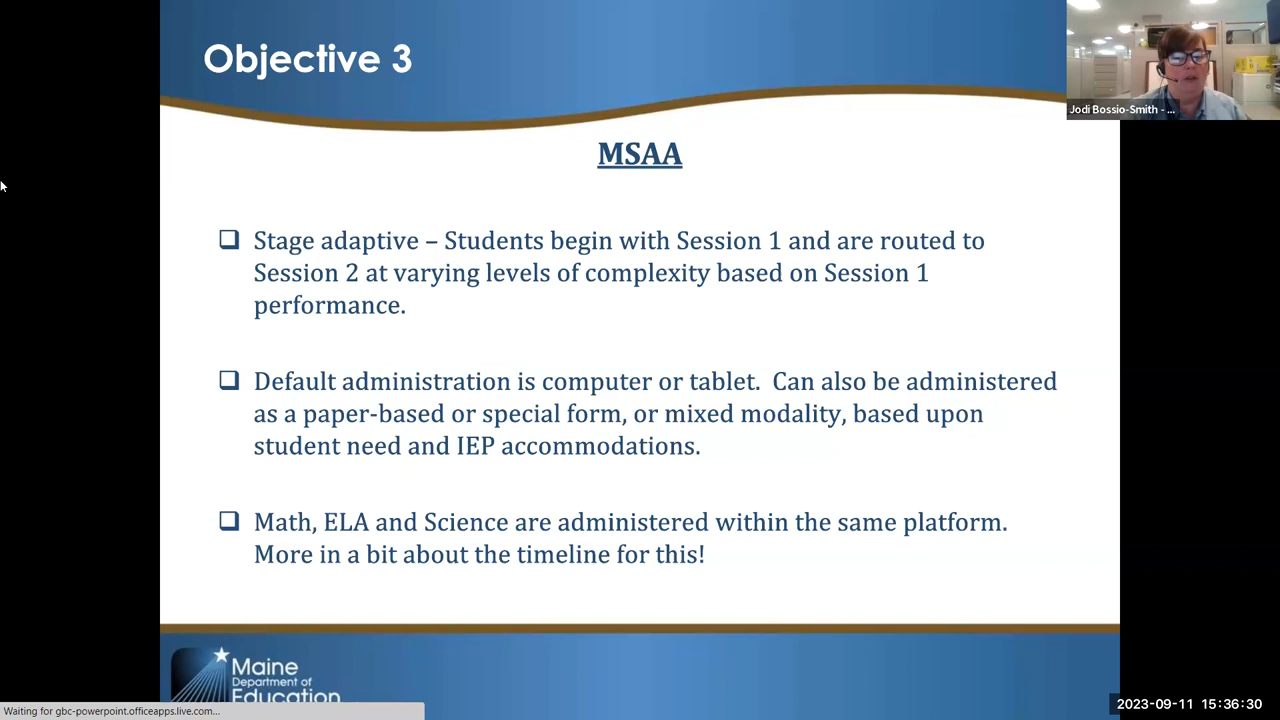 Objective 3
Jodi Bossio-Smith - ...
MSAA
❑ Stage adaptive – Students begin with Session 1 and are routed to
Session 2 at varying levels of complexity based on Session 1
performance.
❑ Default administration is computer or tablet.  Can also be administered
as a paper-based or special form, or mixed modality, based upon
student need and IEP accommodations.
❑ Math, ELA and Science are administered within the same platform.
More in a bit about the timeline for this!
Maine
Department of
Education
Waiting for gbc-powerpoint.officeapps.live.com...
2023-09-11 15:36:30